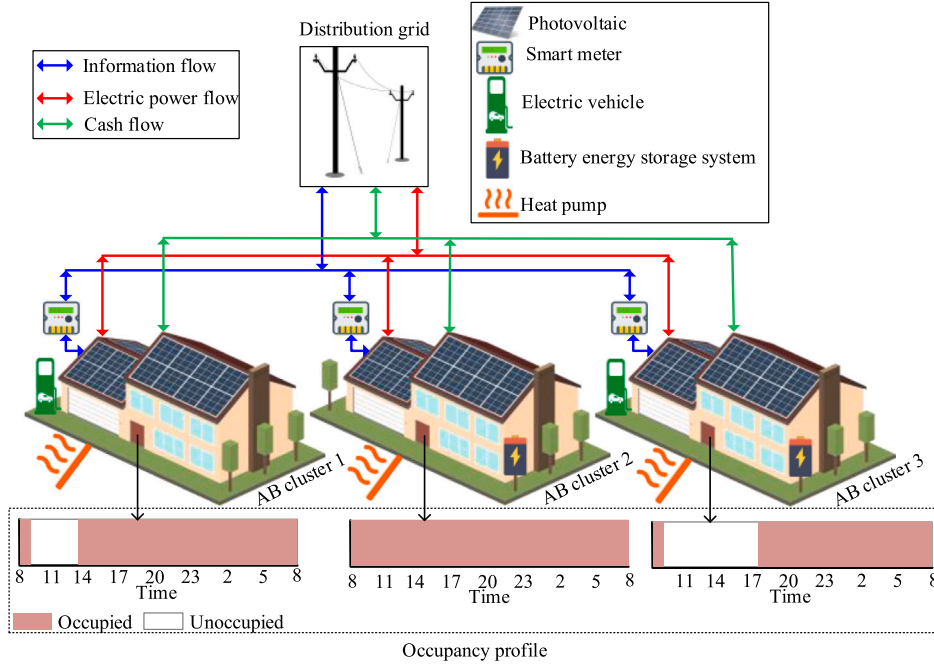 Distribution grid
Information flow
Electric power flow
Cash flow
Photovoltaic
Smart meter
Electric vehicle
Battery energy storage system
Heat pump
AB cluster 1
AB cluster 2
AB cluster 3
8 11 14 17 20 23 2 5 8
Time
8 11 14 17 20 23 2 5 8
Time
11 14 17 20 23 2 5 8
Time
Occupied
Unoccupied
Occupancy profile